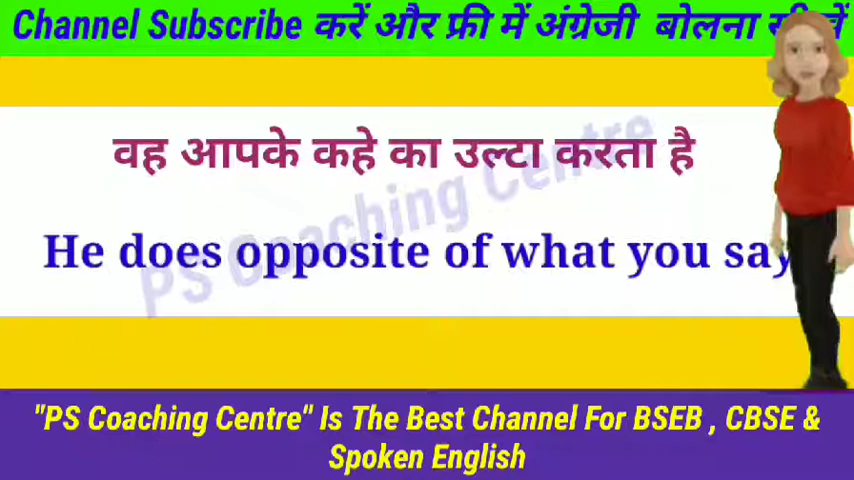 Channel Subscribe करें और फ्री में अंग्रेजी बोलना सीखें
वह आपके कहे का उल्टा करता है
PS Coaching Centre
He does opposite of what you say
"PS Coaching Centre" Is The Best Channel For BSEB , CBSE &
Spoken English